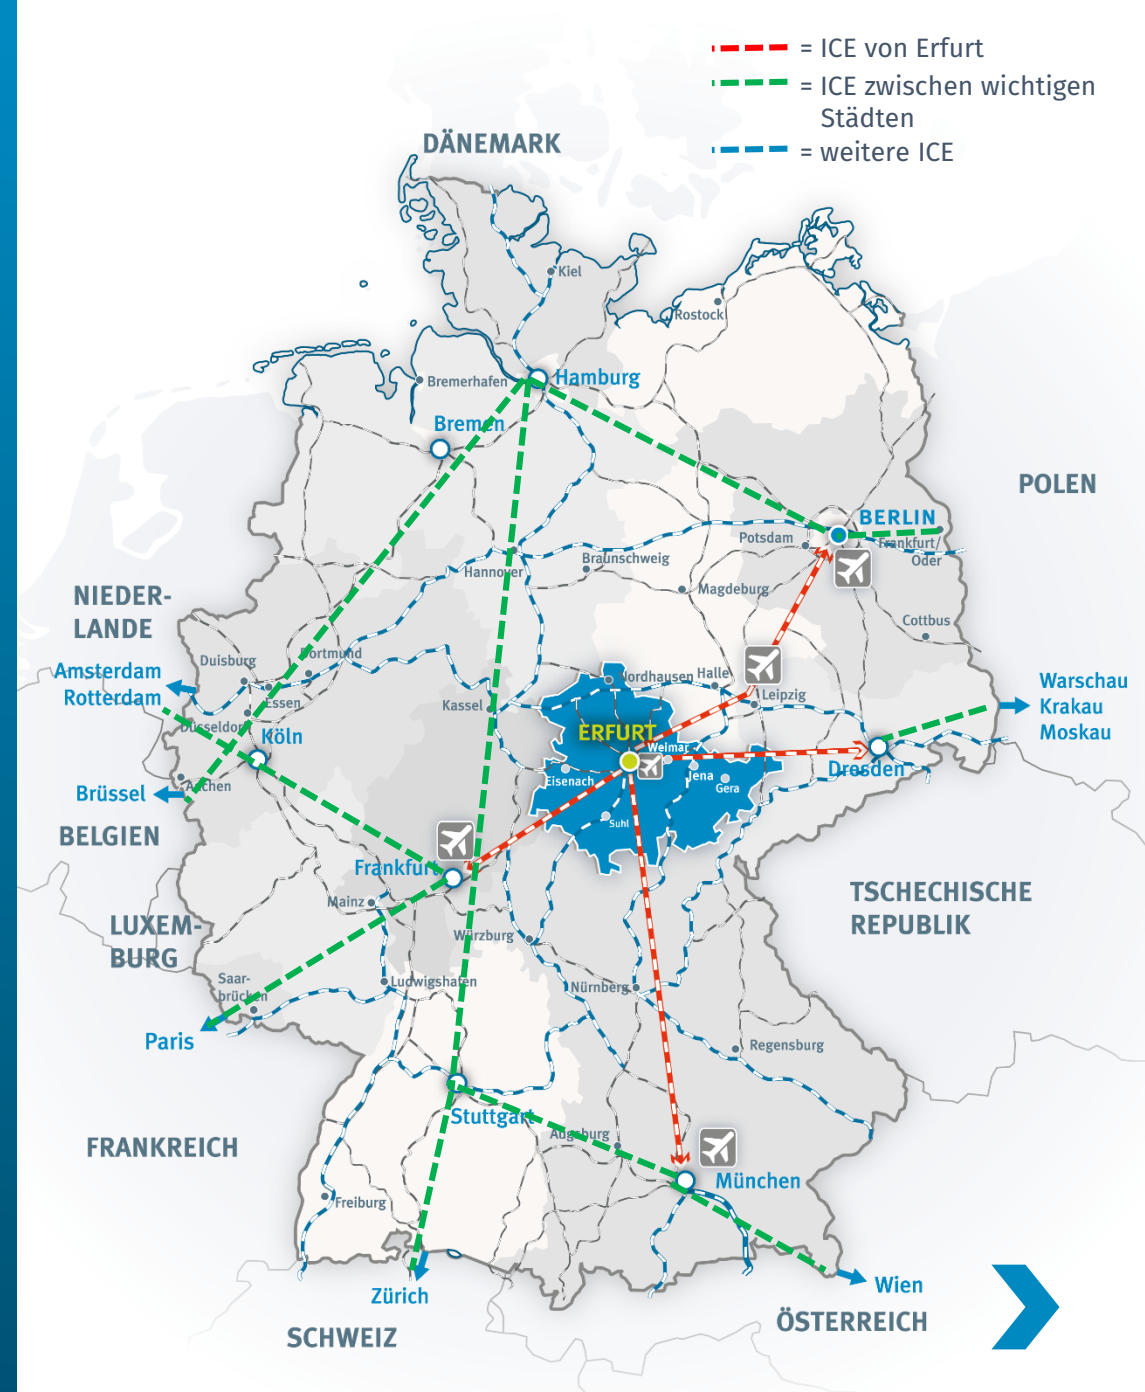 = ICE von Erfurt
= ICE zwischen wichtigen
Städten
= weitere ICE
DÄNEMARK
Kiel
Rostock
Bremerhafen
Hamburg
Bremen
POLEN
BERLIN
Potsdam
Frankfurt/
Oder
Hannover
Braunschweig
Magdeburg
NIEDER-
LANDE
Cottbus
Amsterdam
Rotterdam
Duisburg
Dortmund
Essen
Düsseldorf
Kassel
Nordhausen
Halle
Leipzig
Warschau
Krakau
Moskau
Köln
ERFURT
Weimar
Dresden
Eisenach
Jena
Gera
Suhl
Aachen
Brüssel
BELGIEN
Frankfurt
Mainz
TSCHECHISCHE
REPUBLIK
LUXEM-
BURG
Würzburg
Saar-
brücken
Ludwigshafen
Nürnberg
Paris
Regensburg
Stuttgart
Augsburg
FRANKREICH
München
Freiburg
Zürich
Wien
SCHWEIZ
ÖSTERREICH